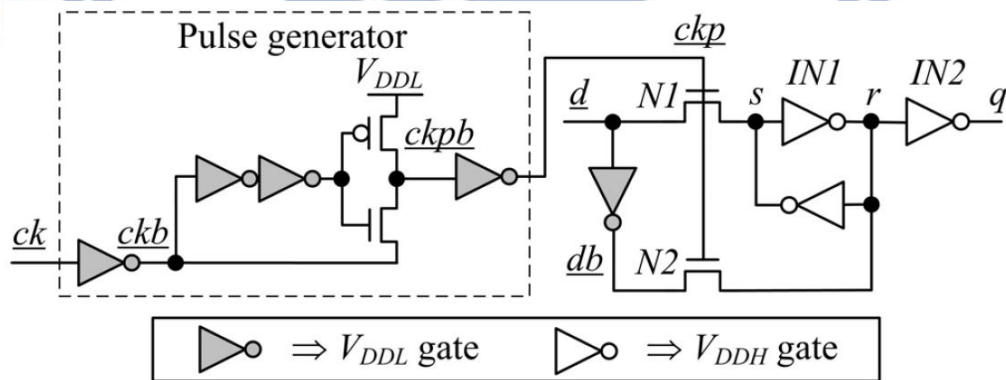 Pulse generator
V_DDL
ckpb
ck
ckb
ckp
d
N1
s
IN1
r
IN2
q
db
N2
⇒ V_DDL gate
⇒ V_DDH gate